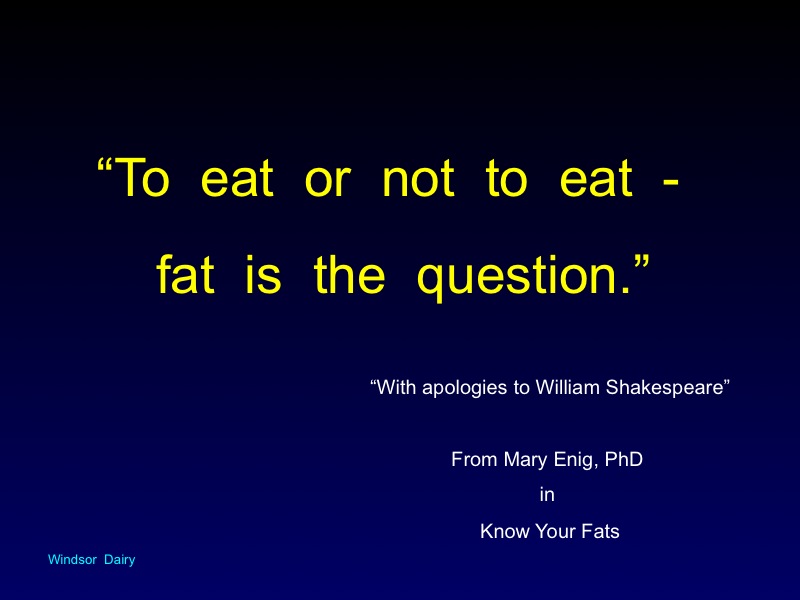 “To eat or not to eat -
fat is the question.”
“With apologies to William Shakespeare”
From Mary Enig, PhD
in
Know Your Fats
Windsor Dairy